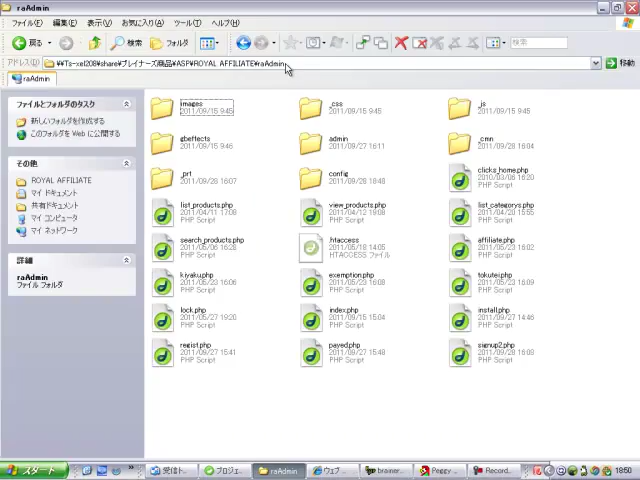 raAdmin
ファイル(F) 編集(E) 表示(V) お気に入り(A) ツール(T) ヘルプ(H)
戻る 検索 フォルダ 検索
アドレス(D) ¥¥Ts-xel208¥share¥ブレイナーズ商品¥ASP¥ROYAL AFFILIATE¥raAdmin 移動
raAdmin
ファイルとフォルダのタスク
新しいフォルダを作成する
このフォルダを Web に公開する
その他
ROYAL AFFILIATE
マイ ドキュメント
共有ドキュメント
マイ コンピュータ
マイ ネットワーク
詳細
raAdmin
ファイル フォルダ
images
2011/09/15 9:45
_css
2011/09/15 9:45
_js
2011/09/15 9:45
gbeffects
2011/09/15 9:46
admin
2011/09/27 16:11
_cmn
2011/09/28 16:04
_prt
2011/09/28 16:07
config
2011/09/28 18:48
clicks_home.php
2010/03/06 16:20
PHP Script
list_products.php
2011/04/11 17:08
PHP Script
view_products.php
2011/04/12 19:08
PHP Script
list_categorys.php
2011/04/20 15:55
PHP Script
search_products.php
2011/05/06 16:28
PHP Script
.htaccess
2011/05/18 14:05
HTACCESS ファイル
affiliate.php
2011/05/23 16:02
PHP Script
kiyaku.php
2011/05/23 16:06
PHP Script
exemption.php
2011/05/23 16:08
PHP Script
tokutei.php
2011/05/23 16:09
PHP Script
lock.php
2011/05/27 19:20
PHP Script
index.php
2011/09/15 15:04
PHP Script
install.php
2011/09/27 14:46
PHP Script
regist.php
2011/09/27 15:41
PHP Script
payed.php
2011/09/27 15:48
PHP Script
signup2.php
2011/09/28 16:08
PHP Script
スタート 受信ト... プロジェ... raAdmin ウェブ ... brainer... Peggy ... Record... 18:50